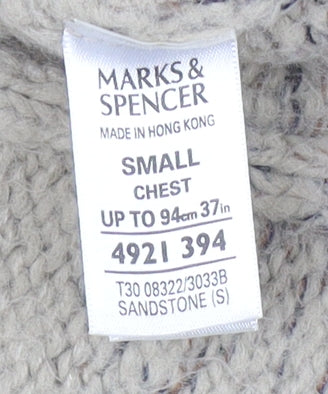 MARKS &
SPENCER
MADE IN HONG KONG
SMALL
CHEST
UP TO 94cm 37in
4921 394
T30 08322/3033B
SANDSTONE (S)